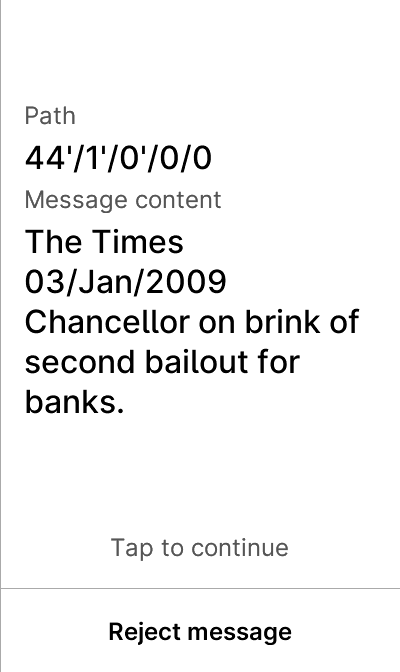 Path
44'/1'/0'/0/0
Message content
The Times
03/Jan/2009
Chancellor on brink of
second bailout for
banks.
Tap to continue
Reject message